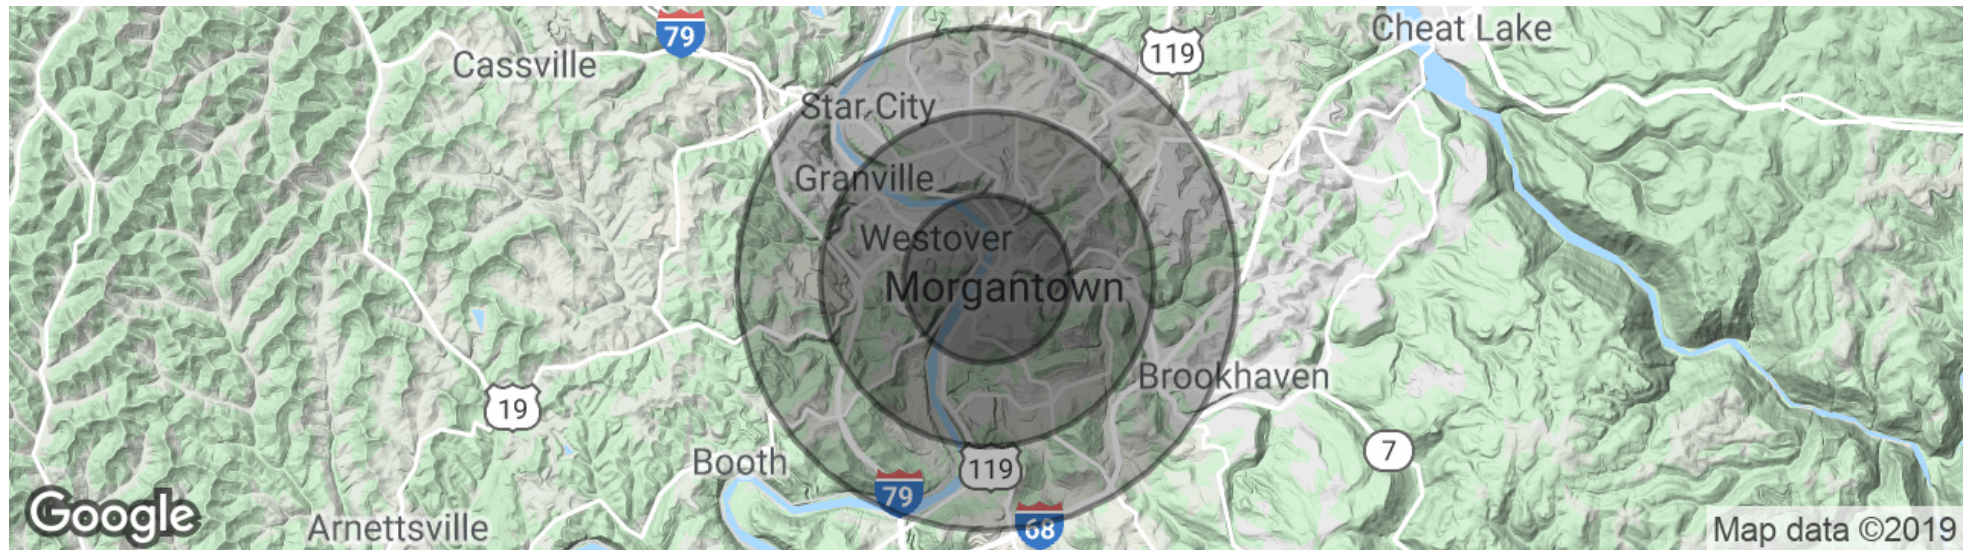 79
Cheat Lake
119
Cassville
Star City
Granville
Westover
Morgantown
Brookhaven
19
7
Booth
119
79
68
Google
Arnettsville
Map data ©2019